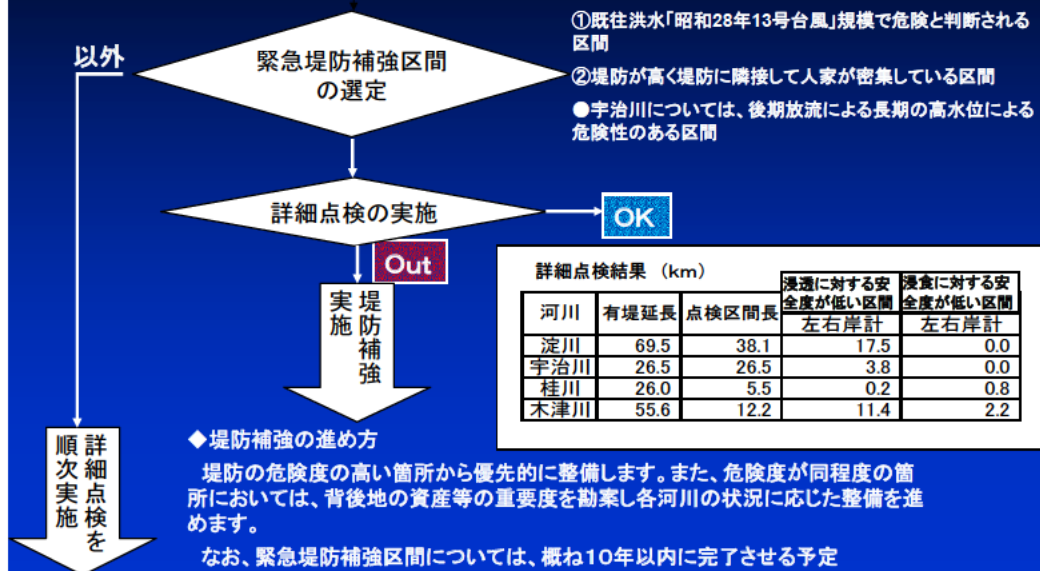 ①既往洪水「昭和28年13号台風」規模で危険と判断される
区間
②堤防が高く堤防に隣接して人家が密集している区間
●宇治川については、後期放流による長期の高水位による
危険性のある区間
以外
緊急堤防補強区間
の選定
詳細点検の実施
OK
Out
堤防補強
実施
詳細点検を
順次実施
詳細点検結果 （km）
河川 有堤延長 点検区間長 浸透に対する安全度が低い区間 浸食に対する安全度が低い区間
左右岸計 左右岸計
淀川 69.5 38.1 17.5 0.0
宇治川 26.5 26.5 3.8 0.0
桂川 26.0 5.5 0.2 0.8
木津川 55.6 12.2 11.4 2.2
◆堤防補強の進め方
堤防の危険度の高い箇所から優先的に整備します。また、危険度が同程度の箇
所においては、背後地の資産等の重要度を勘案し各河川の状況に応じた整備を進
めます。
なお、緊急堤防補強区間については、概ね１０年以内に完了させる予定